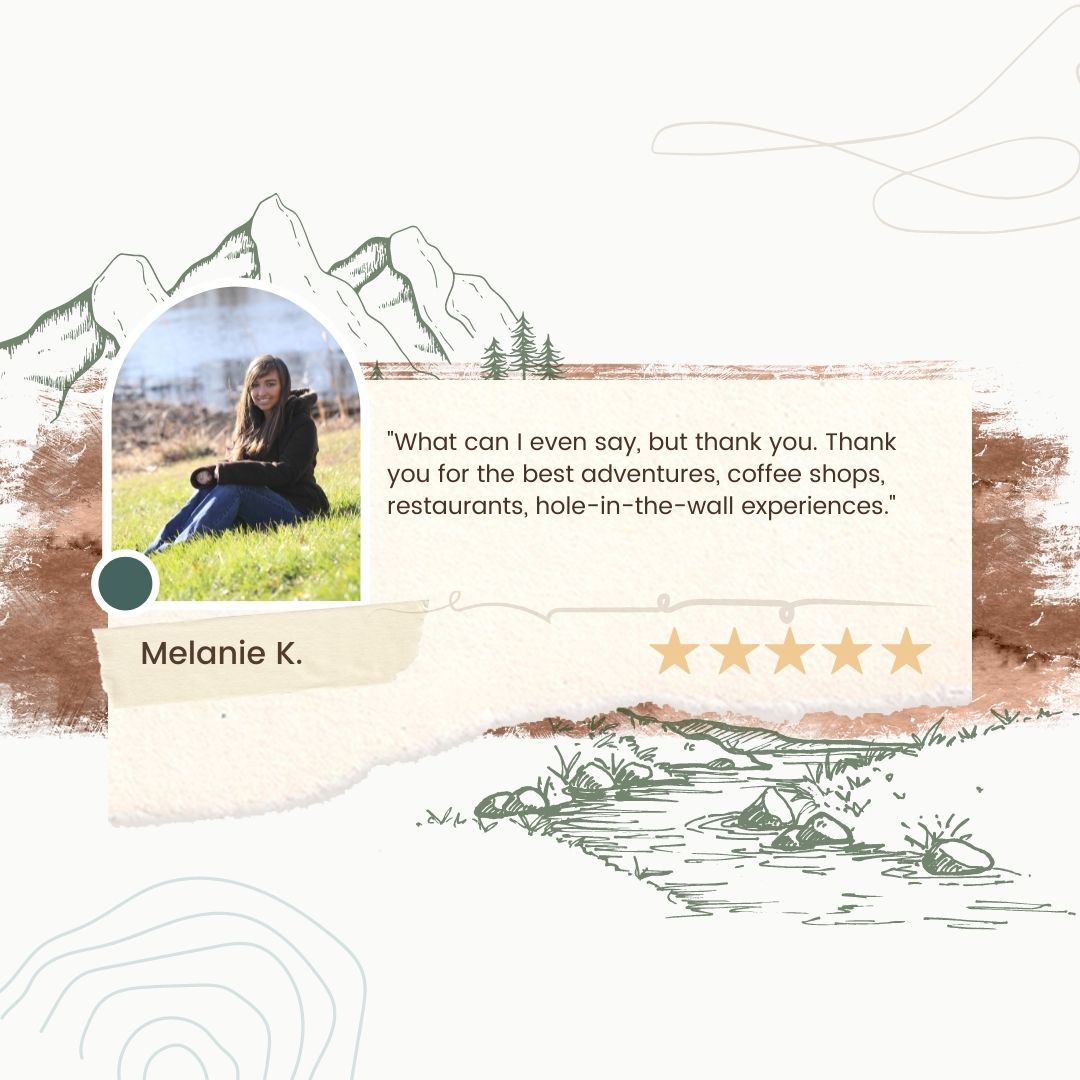 "What can I even say, but thank you. Thank
you for the best adventures, coffee shops,
restaurants, hole-in-the-wall experiences."
Melanie K.